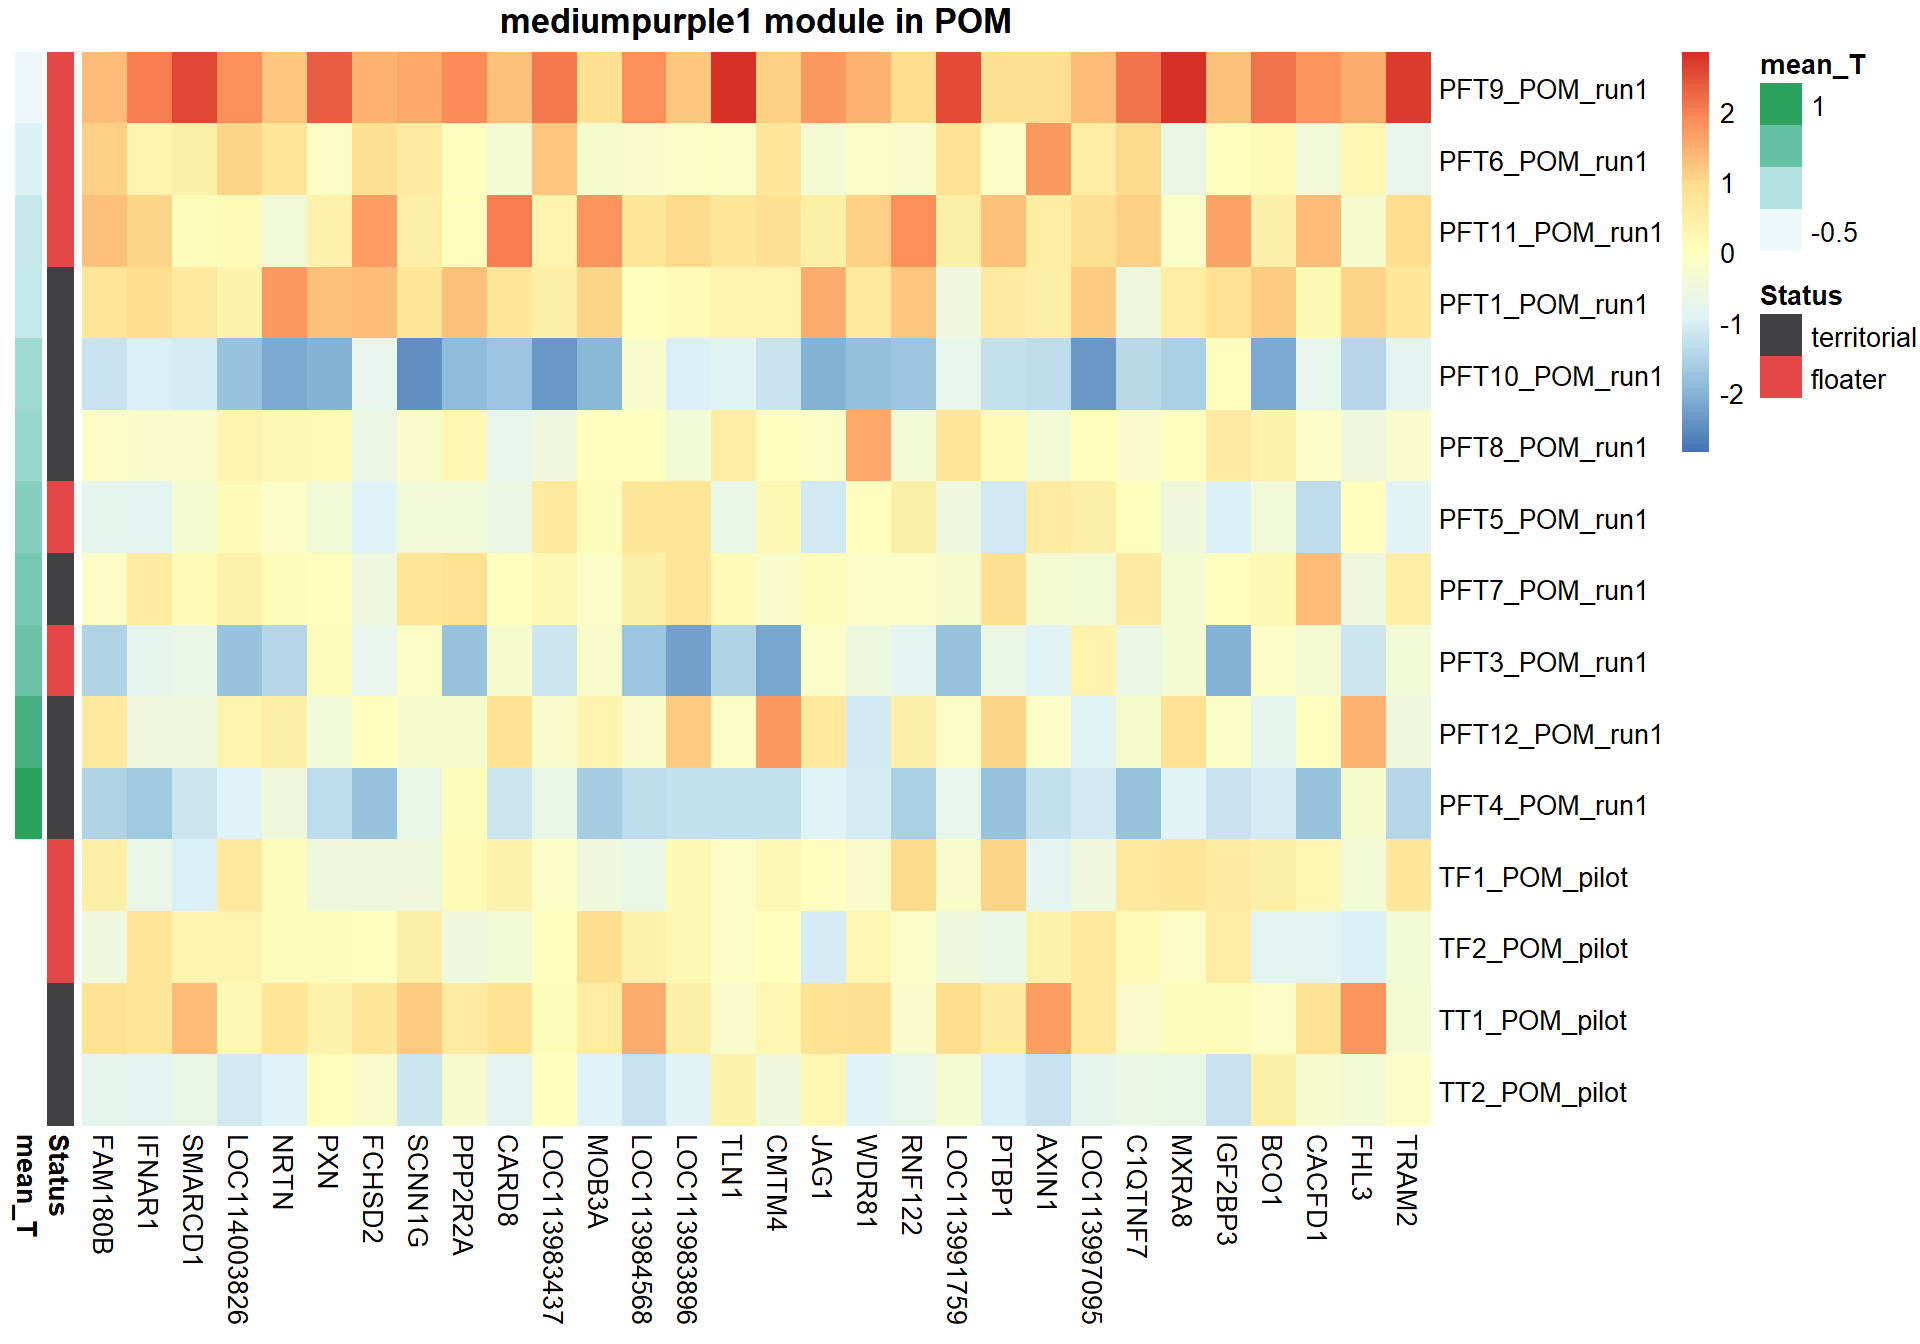 mediumpurple1 module in POM
PFT9_POM_run1
PFT6_POM_run1
PFT11_POM_run1
PFT1_POM_run1
PFT10_POM_run1
PFT8_POM_run1
PFT5_POM_run1
PFT7_POM_run1
PFT3_POM_run1
PFT12_POM_run1
PFT4_POM_run1
TF1_POM_pilot
TF2_POM_pilot
TT1_POM_pilot
TT2_POM_pilot
2
1
0
-1
-2
mean_T
1
-0.5
Status
territorial
floater
mean_T
Status
FAM180B
IFNAR1
SMARCD1
LOC114003826
NRTN
PXN
FCHSD2
SCNN1G
PPP2R2A
CARD8
LOC113983437
MOB3A
LOC113984568
LOC113983896
TLN1
CMTM4
JAG1
WDR81
RNF122
LOC113991759
PTBP1
AXIN1
LOC113997095
C1QTNF7
MXRA8
IGF2BP3
BCO1
CACFD1
FHL3
TRAM2